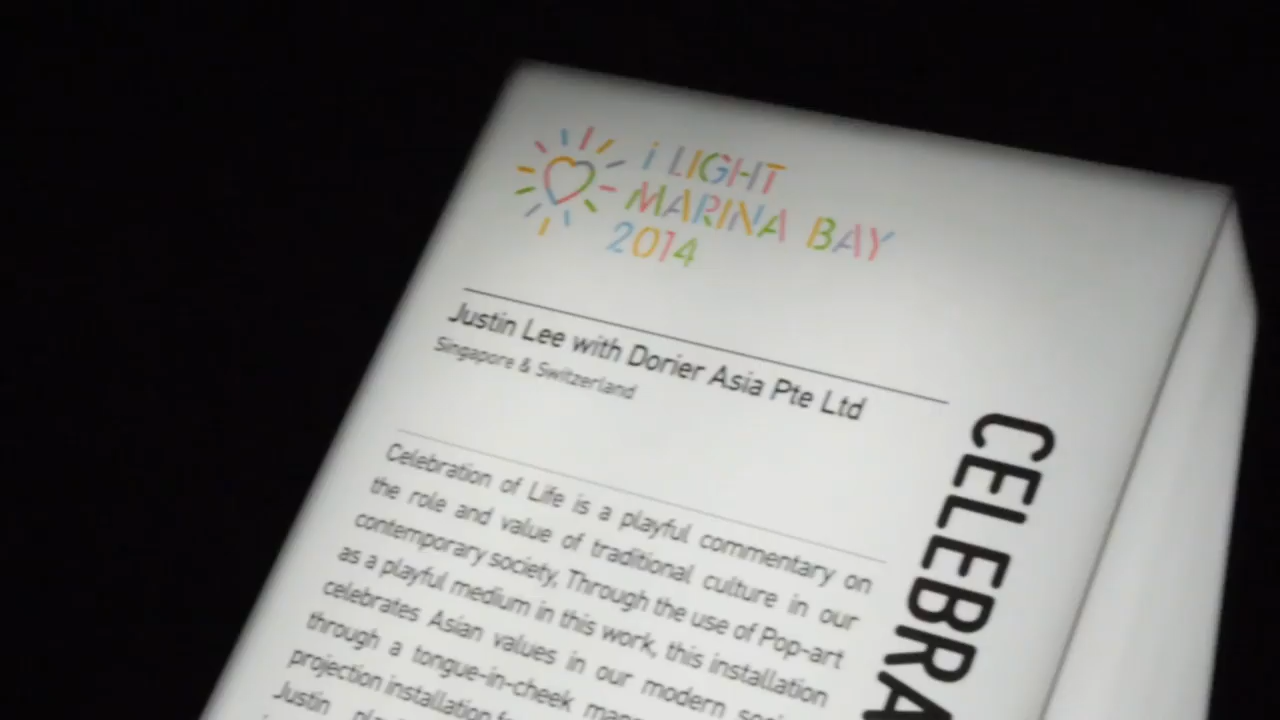 i LIGHT
MARINA BAY
2014
Justin Lee with Dorier Asia Pte Ltd
Singapore & Switzerland
Celebration of Life is a playful commentary on
the role and value of traditional culture in our
contemporary society. Through the use of Pop-art
as a playful medium in this work, this installation
celebrates Asian values in our modern
through a tongue-in-cheek
projection installation
Justin
CELEBRA